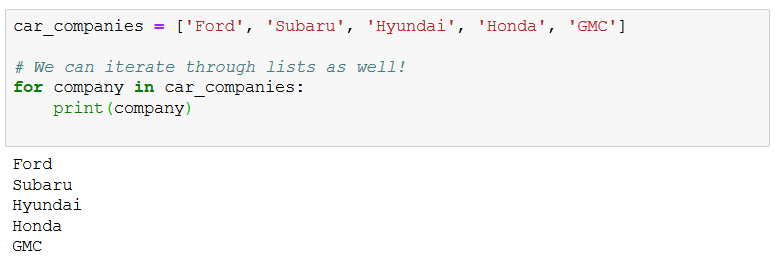 car_companies = ['Ford', 'Subaru', 'Hyundai', 'Honda', 'GMC']
# We can iterate through lists as well!
for company in car_companies:
    print(company)
Ford
Subaru
Hyundai
Honda
GMC